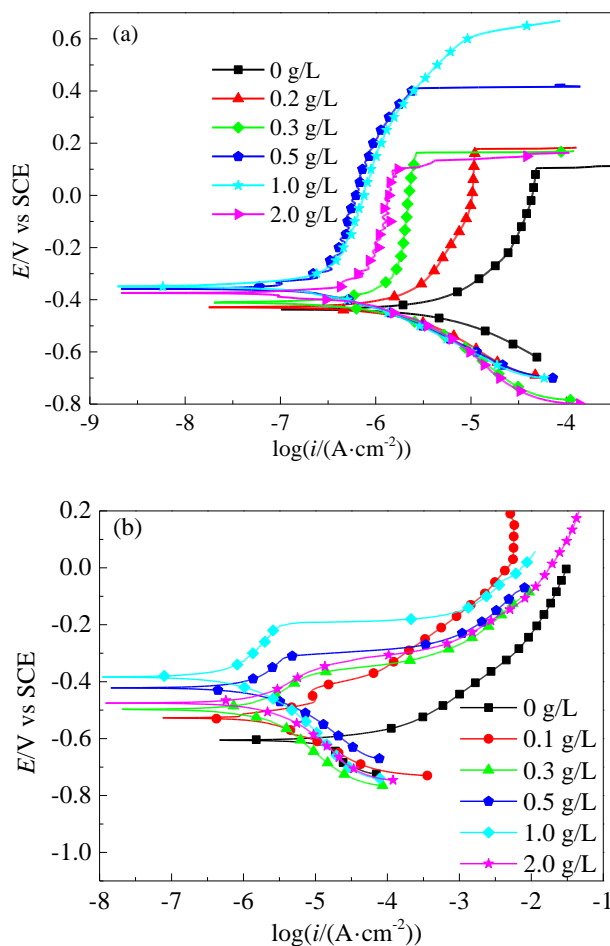 (a)
0 g/L
0.2 g/L
0.3 g/L
0.5 g/L
1.0 g/L
2.0 g/L
0.6
0.4
0.2
0.0
-0.2
-0.4
-0.6
-0.8
E/V vs SCE
-9 -8 -7 -6 -5 -4
log(i/(A·cm-2))
(b)
0.2
0.0
-0.2
-0.4
-0.6
-0.8
-1.0
E/V vs SCE
0 g/L
0.1 g/L
0.3 g/L
0.5 g/L
1.0 g/L
2.0 g/L
-8 -7 -6 -5 -4 -3 -2 -1
log(i/(A·cm-2))